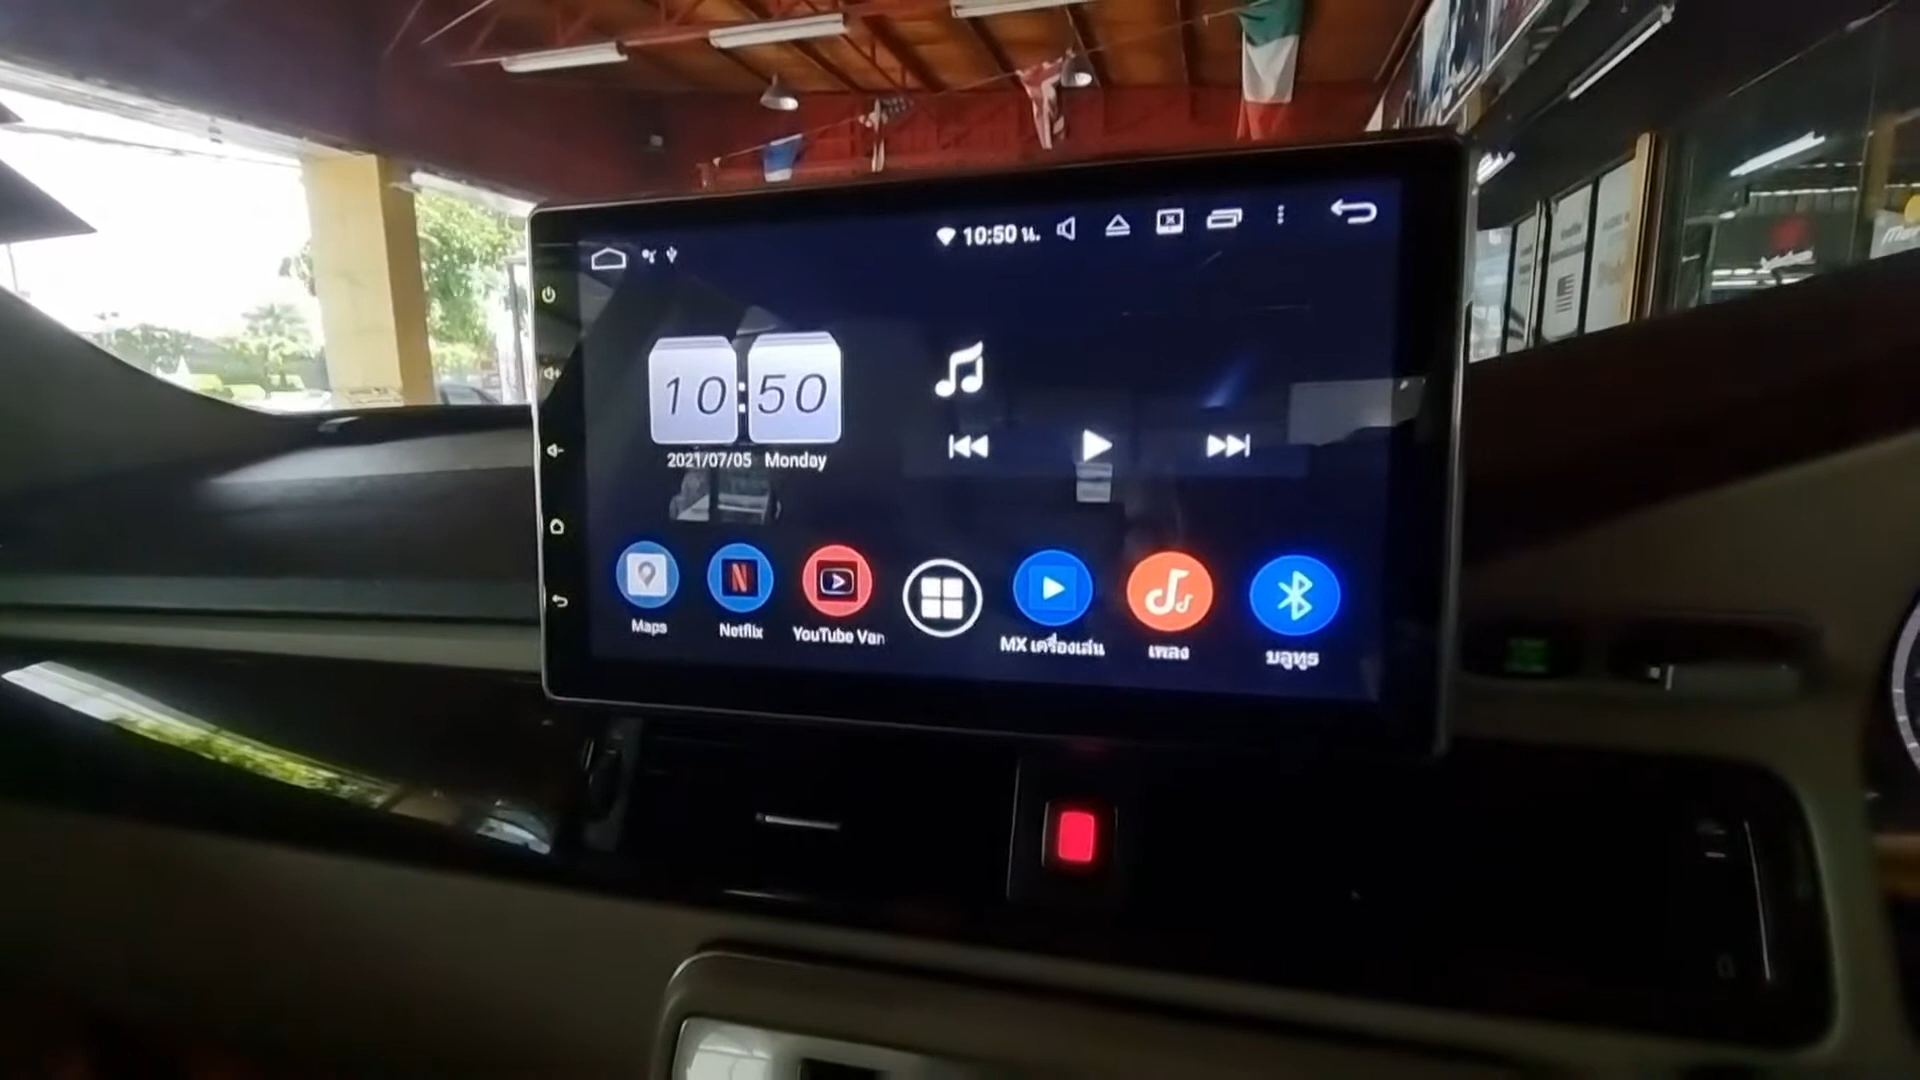 10:50 น.
10:50
2021/07/05 Monday
Maps
Netflix
YouTube Van
MX เครื่องเล่น
เพลง
บลูทูธ